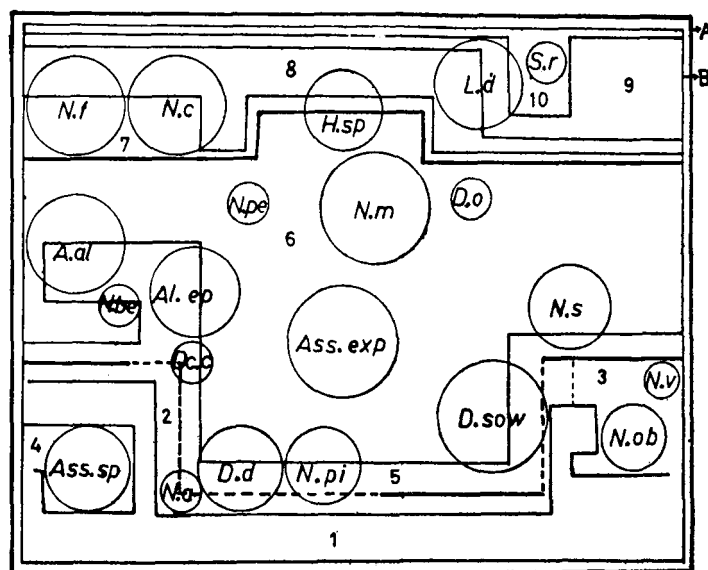 A
8
S.r
L.d
10
9
B
N.f
N.c
H.sp
7
N.pe
N.m
D.o
6
A.al
N.be
Al.ep
N.s
Ass.exp
Oc.c
3
N.v
2
D.sow
4
N.ob
Ass.sp
D.d
N.pi
5
N.a
1